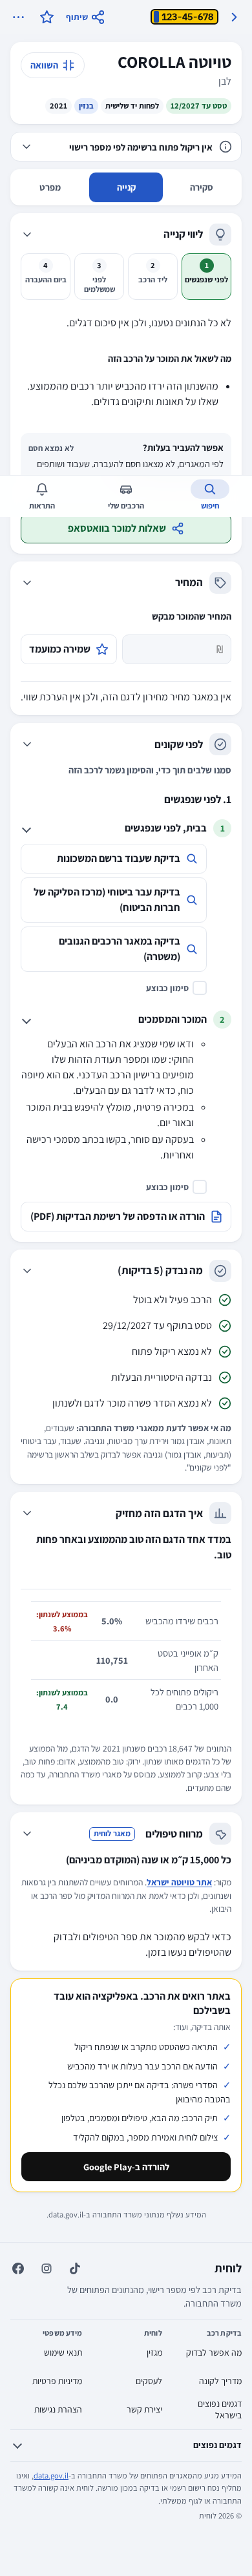 123-45-678
שיתוף
טויוטה COROLLA
השוואה
לבן
טסט עד 12/2027
לפחות יד שלישית
בנזין
2021
אין ריקול פתוח ברשימה לפי מספר רישוי
סקירה
קנייה
מפרט
ליווי קנייה
1
לפני שנפגשים
2
ליד הרכב
3
לפני שמשלמים
4
ביום ההעברה
לא כל הנתונים נטענו, ולכן אין סיכום דגלים.
מה לשאול את המוכר על הרכב הזה
מהשנתון הזה ירדו מהכביש יותר רכבים מהממוצע. שאלו על תאונות ותיקונים גדולים.
אפשר להעביר בעלות?
לא נמצא חסם
לפי המאגרים, לא מצאנו חסם להעברה. שעבוד ושותפים
חיפוש
הרכבים שלי
התראות
שאלות למוכר בוואטסאפ
המחיר
המחיר שהמוכר מבקש
₪
שמירה כמועמד
אין במאגר מחיר מחירון לדגם הזה, ולכן אין הערכת שווי.
לפני שקונים
סמנו שלבים תוך כדי, והסימון נשמר לרכב הזה
1. לפני שנפגשים
1
בבית, לפני שנפגשים
בדיקת שעבוד ברשם המשכונות
בדיקת עבר ביטוחי (מרכז הסליקה של חברות הביטוח)
בדיקה במאגר הרכבים הגנובים (משטרה)
סימון כבוצע
2
המוכר והמסמכים
ודאו שמי שמציג את הרכב הוא הבעלים החוקי: שמו ומספר תעודת הזהות שלו מופיעים ברישיון הרכב העדכני. אם הוא מיופה כוח, כדאי לדבר גם עם הבעלים.
במכירה פרטית, מומלץ להיפגש בבית המוכר ובאור יום.
בעסקה עם סוחר, בקשו בכתב מסמכי רכישה ואחריות.
סימון כבוצע
הורדה או הדפסה של רשימת הבדיקות (PDF)
מה נבדק (5 בדיקות)
הרכב פעיל ולא בוטל
טסט בתוקף עד 29/12/2027
לא נמצא ריקול פתוח
נבדקה היסטוריית הבעלות
לא נמצא הסדר פשרה מוכר לדגם ולשנתון
מה אי אפשר לדעת ממאגרי משרד התחבורה: שעבודים, תאונות, אובדן גמור וירידת ערך מביטוח, וגניבה. שעבוד, עבר ביטוחי (תביעות, אובדן גמור) וגניבה אפשר לבדוק בשלב הראשון ברשימה "לפני שקונים".
איך הדגם הזה מחזיק
במדד אחד הדגם הזה טוב מהממוצע ובאחר פחות טוב.
רכבים שירדו מהכביש
5.0%
בממוצע לשנתון: 3.6%
ק״מ אופייני בטסט האחרון
110,751
ריקולים פתוחים לכל 1,000 רכבים
0.0
בממוצע לשנתון: 7.4
הנתונים של 18,647 רכבים משנתון 2021 של הדגם, מול הממוצע של כל הדגמים מאותו שנתון. ירוק: טוב מהממוצע, אדום: פחות טוב, בלי צבע: קרוב לממוצע. מבוסס על מאגרי משרד התחבורה, עד כמה שהם מתעדים.
מרווח טיפולים
מאגר לוחית
כל 15,000 ק״מ או שנה (המוקדם מביניהם)
מקור: אתר טויוטה ישראל. המרווחים עשויים להשתנות בין גרסאות ושנתונים, ולכן כדאי לאמת את המרווח המדויק מול ספר הרכב או היבואן.
כדאי לבקש מהמוכר את ספר הטיפולים ולבדוק שהטיפולים נעשו בזמן.
באתר רואים את הרכב. באפליקציה הוא עובד בשבילכם
אותה בדיקה, ועוד:
✓ התראה כשהטסט מתקרב או שנפתח ריקול
✓ הודעה אם הרכב עבר בעלות או ירד מהכביש
✓ הסדרי פשרה: בדיקה אם ייתכן שהרכב שלכם נכלל בהטבה מהיבואן
✓ תיק הרכב: מה הבא, טיפולים ומסמכים, בטלפון
✓ צילום לוחית ואמירת מספר, במקום להקליד
להורדה ב-Google Play
המידע נשלף מנתוני משרד התחבורה ב-data.gov.il.
לוחית
בדיקת רכב לפי מספר רישוי, מהנתונים הפתוחים של משרד התחבורה.
בדיקת רכב
לוחית
מידע משפטי
מה אפשר לבדוק
מגזין
תנאי שימוש
מדריך לקונה
לעסקים
מדיניות פרטיות
דגמים נפוצים בישראל
יצירת קשר
הצהרת נגישות
דגמים נפוצים
המידע מגיע מהמאגרים הפתוחים של משרד התחבורה ב-data.gov.il, ואינו מחליף נסח רישום רשמי או בדיקה במכון מורשה. לוחית אינה קשורה למשרד התחבורה או לגוף ממשלתי.
© 2026 לוחית